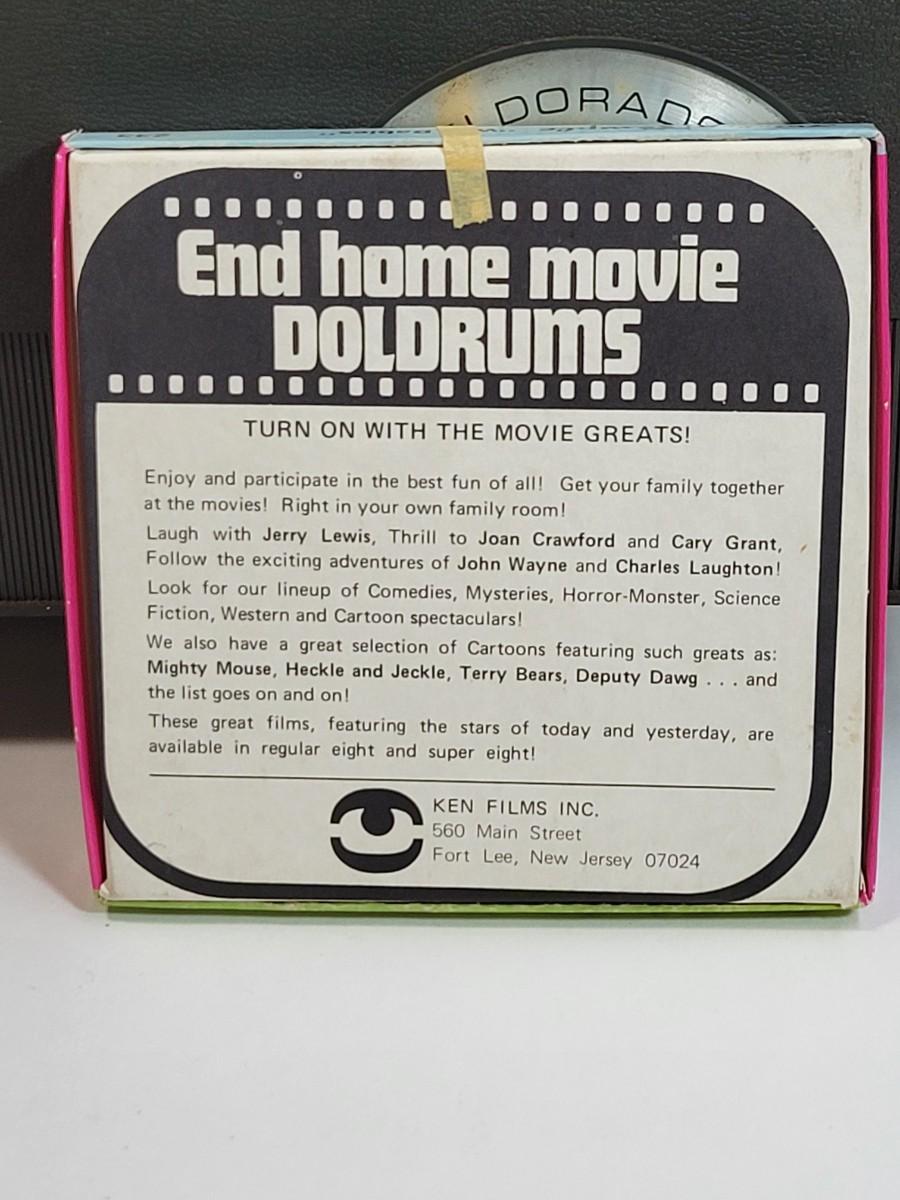 DORADO
End home movie
DOLDRUMS
TURN ON WITH THE MOVIE GREATS!
Enjoy and participate in the best fun of all! Get your family together
at the movies! Right in your own family room!
Laugh with Jerry Lewis, Thrill to Joan Crawford and Cary Grant,
Follow the exciting adventures of John Wayne and Charles Laughton!
Look for our lineup of Comedies, Mysteries, Horror-Monster, Science
Fiction, Western and Cartoon spectaculars!
We also have a great selection of Cartoons featuring such greats as:
Mighty Mouse, Heckle and Jeckle, Terry Bears, Deputy Dawg . . . and
the list goes on and on!
These great films, featuring the stars of today and yesterday, are
available in regular eight and super eight!
KEN FILMS INC.
560 Main Street
Fort Lee, New Jersey 07024